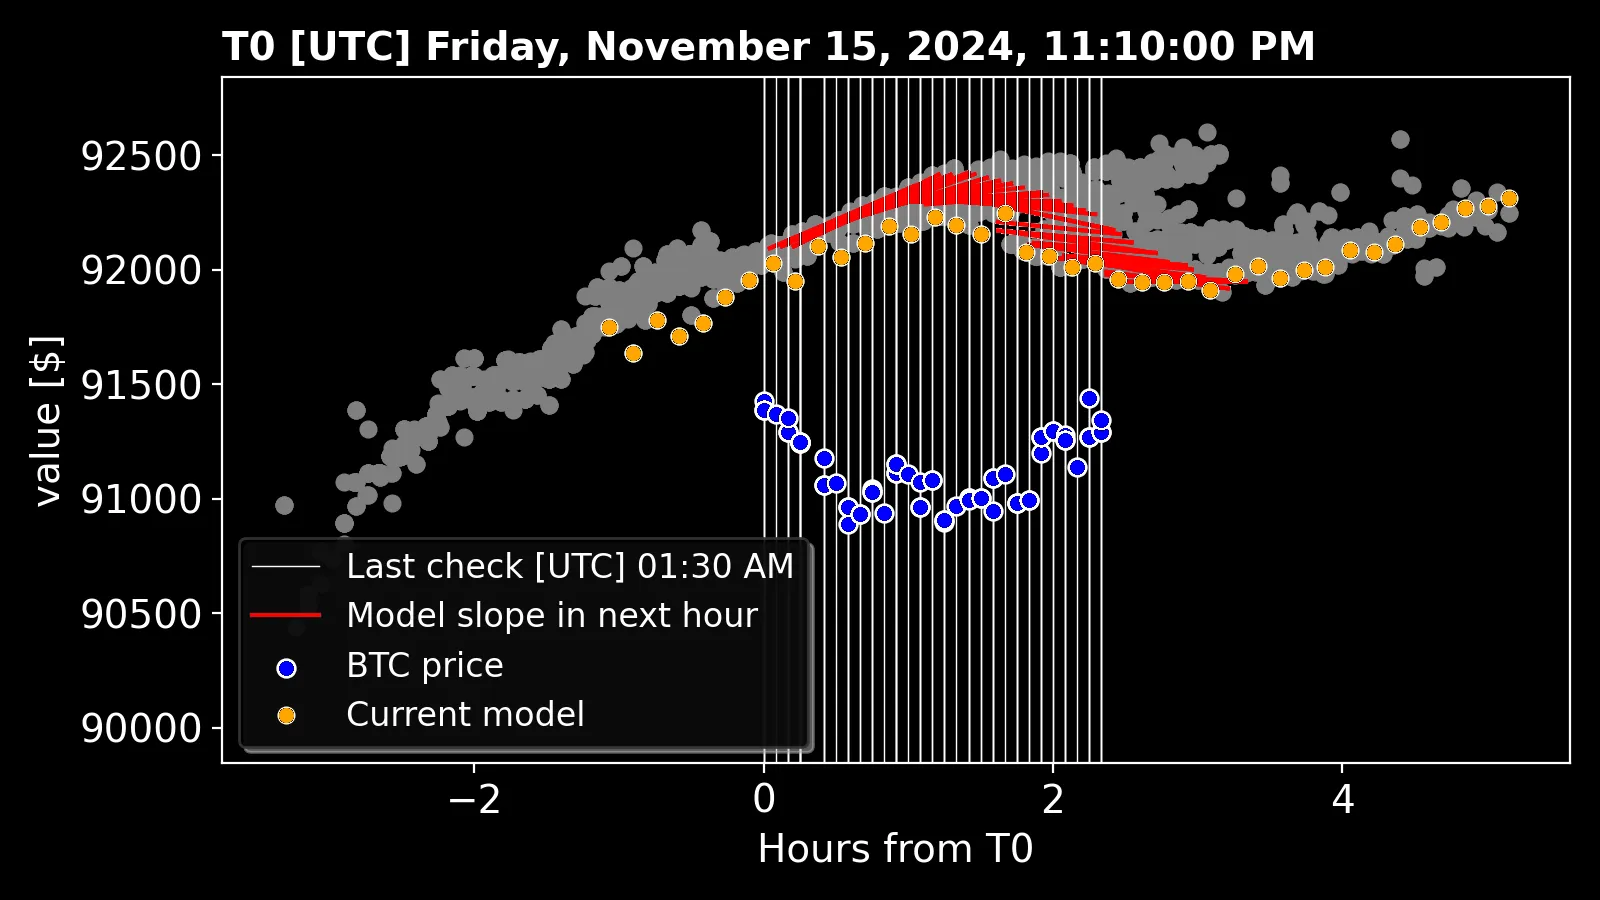 T0 [UTC] Friday, November 15, 2024, 11:10:00 PM
value [$]
92500
92000
91500
91000
90500
90000
Last check [UTC] 01:30 AM
Model slope in next hour
BTC price
Current model
−2 0 2 4
Hours from T0